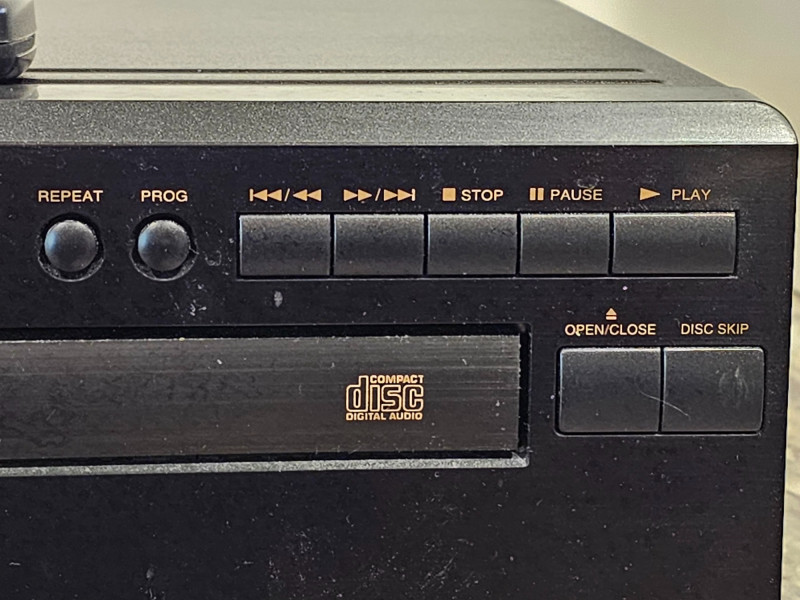 REPEAT PROG STOP PAUSE PLAY
OPEN/CLOSE DISC SKIP
COMPACT
disc
DIGITAL AUDIO